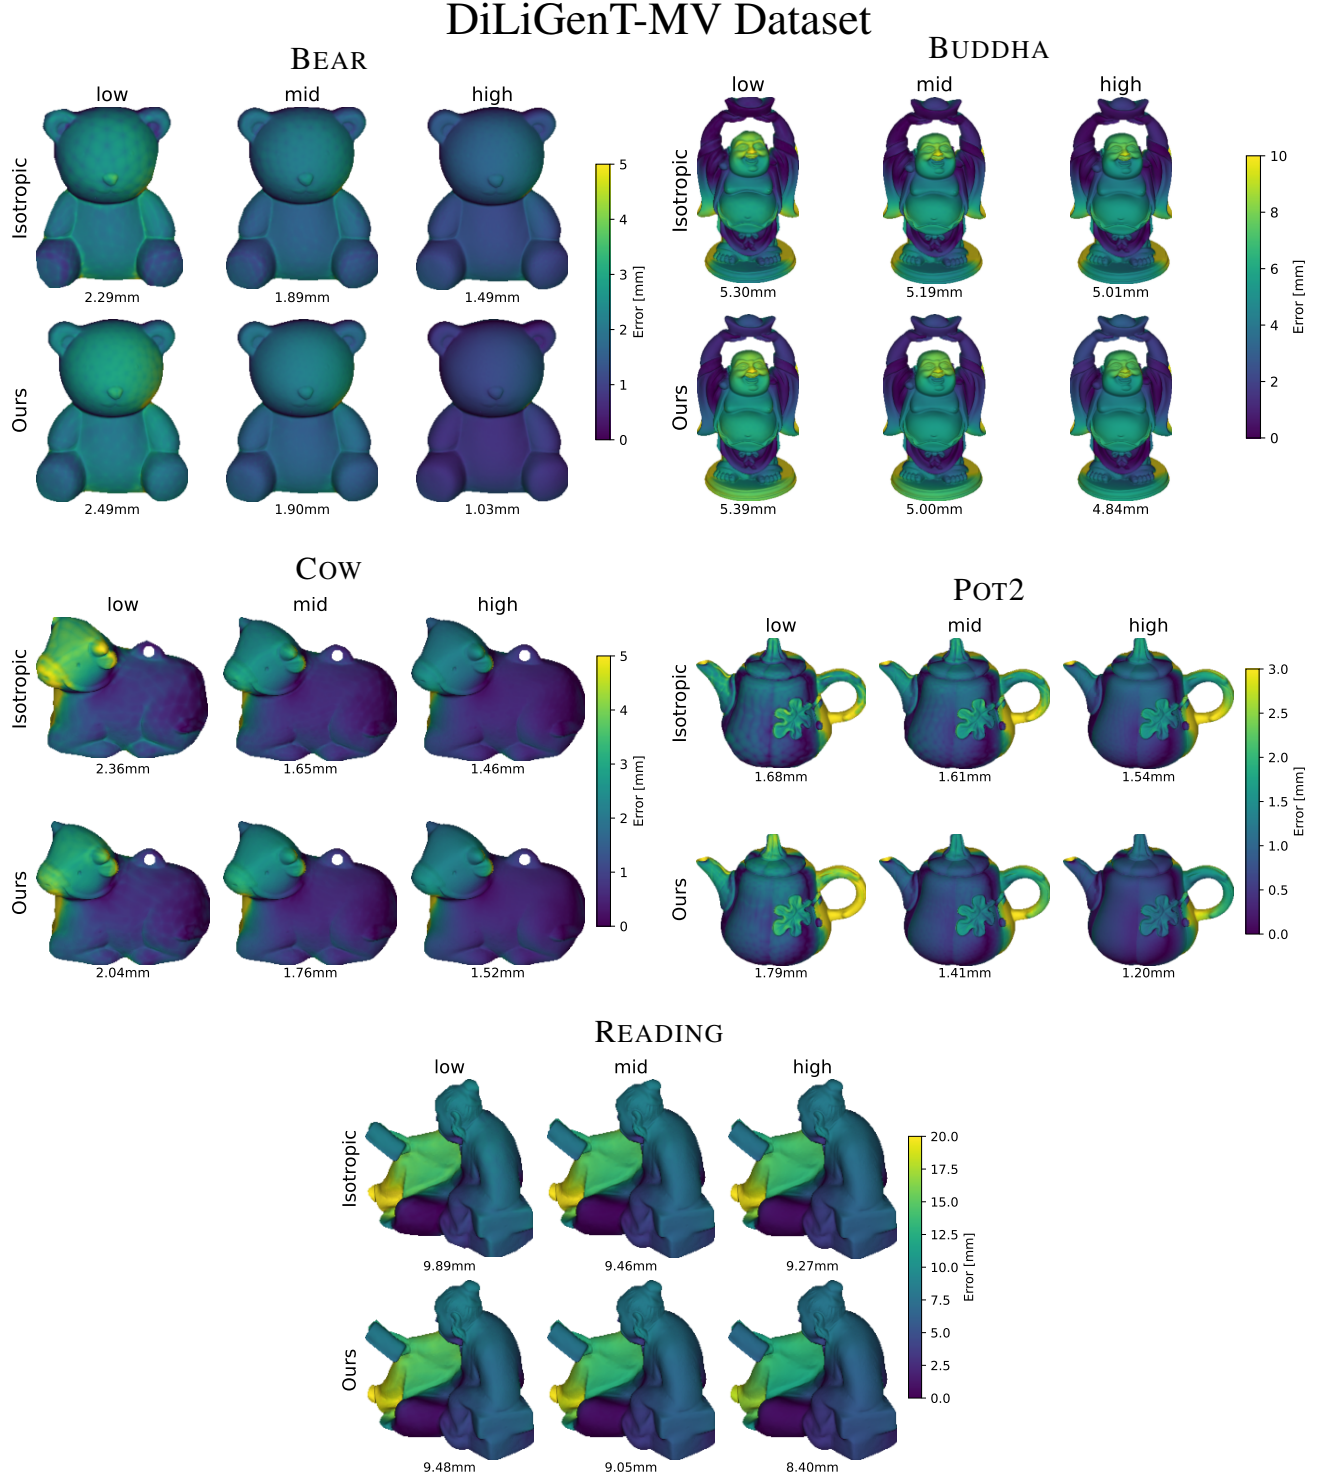 DiLiGenT-MV Dataset
BEAR
low mid high
Isotropic
2.29mm 1.89mm 1.49mm
Ours
2.49mm 1.90mm 1.03mm
5
4
3
2
1
0
Error [mm]
BUDDHA
low mid high
Isotropic
5.30mm 5.19mm 5.01mm
Ours
5.39mm 5.00mm 4.84mm
10
8
6
4
2
0
Error [mm]
COW
low mid high
Isotropic
2.36mm 1.65mm 1.46mm
Ours
2.04mm 1.76mm 1.52mm
5
4
3
2
1
0
Error [mm]
POT2
low mid high
Isotropic
1.68mm 1.61mm 1.54mm
Ours
1.79mm 1.41mm 1.20mm
3.0
2.5
2.0
1.5
1.0
0.5
0.0
Error [mm]
READING
low mid high
Isotropic
9.89mm 9.46mm 9.27mm
Ours
9.48mm 9.05mm 8.40mm
20.0
17.5
15.0
12.5
10.0
7.5
5.0
2.5
0.0
Error [mm]